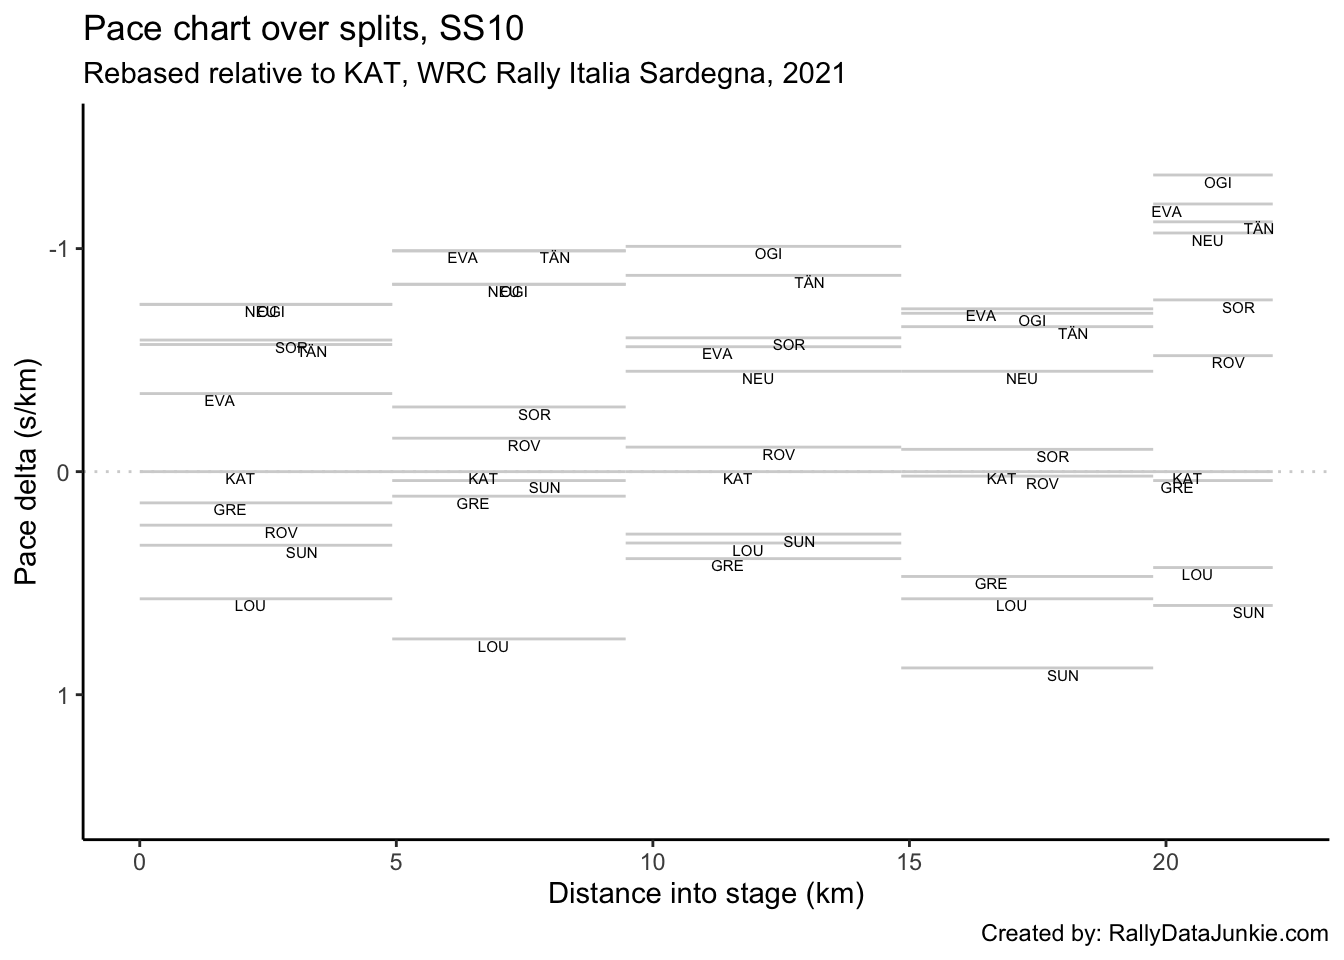 Pace chart over splits, SS10
Rebased relative to KAT, WRC Rally Italia Sardegna, 2021
Pace delta (s/km)
-1
0
1
NEU OGI
SOR TÄN
EVA
KAT
GRE
ROV
SUN
LOU
EVA TÄN
NEU OGI
SOR
ROV
KAT
SUN
GRE
LOU
OGI
TÄN
SOR
EVA
NEU
ROV
KAT
SUN
LOU
GRE
EVA
OGI
TÄN
NEU
SOR
KAT
ROV
GRE
LOU
SUN
OGI
EVA
TÄN
NEU
SOR
ROV
KAT
GRE
LOU
SUN
0 5 10 15 20
Distance into stage (km)
Created by: RallyDataJunkie.com